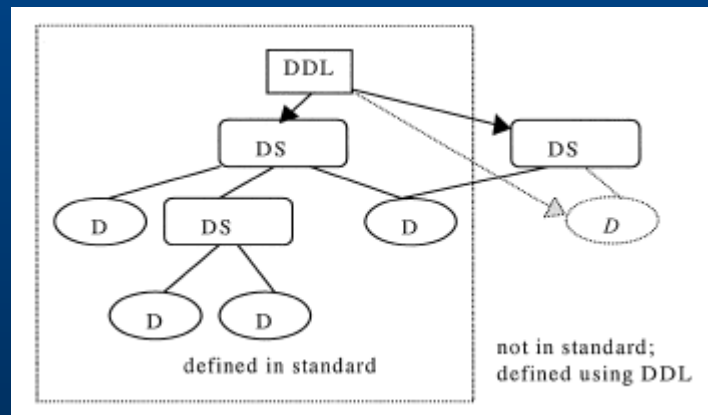 DDL
DS
DS
D
DS
D
D
D
D
defined in standard
not in standard;
defined using DDL